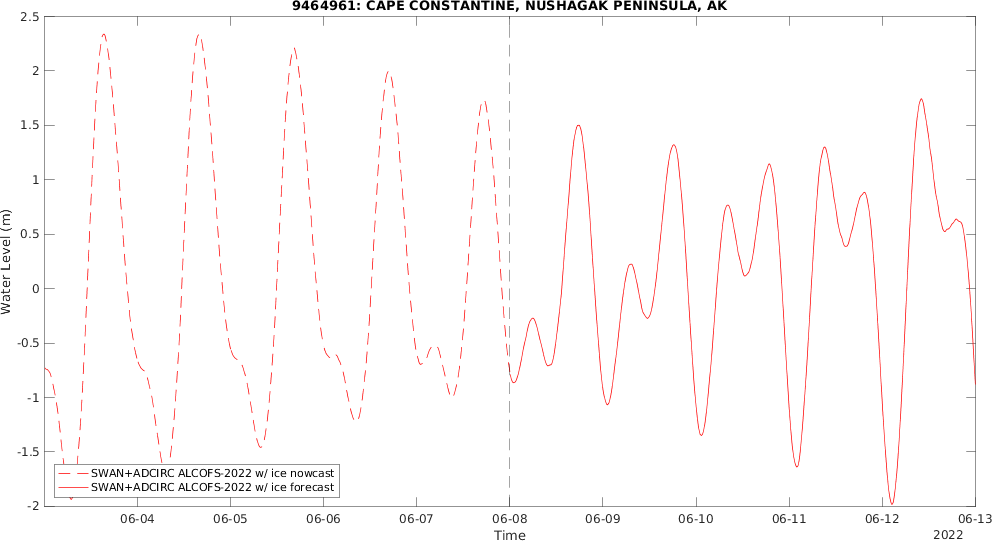 9464961: CAPE CONSTANTINE, NUSHAGAK PENINSULA, AK
2.5
2
1.5
1
0.5
0
-0.5
-1
-1.5
-2
Water Level (m)
SWAN+ADCIRC ALCOFS-2022 w/ ice nowcast
SWAN+ADCIRC ALCOFS-2022 w/ ice forecast
06-04 06-05 06-06 06-07 06-08 06-09 06-10 06-11 06-12 06-13
Time
2022